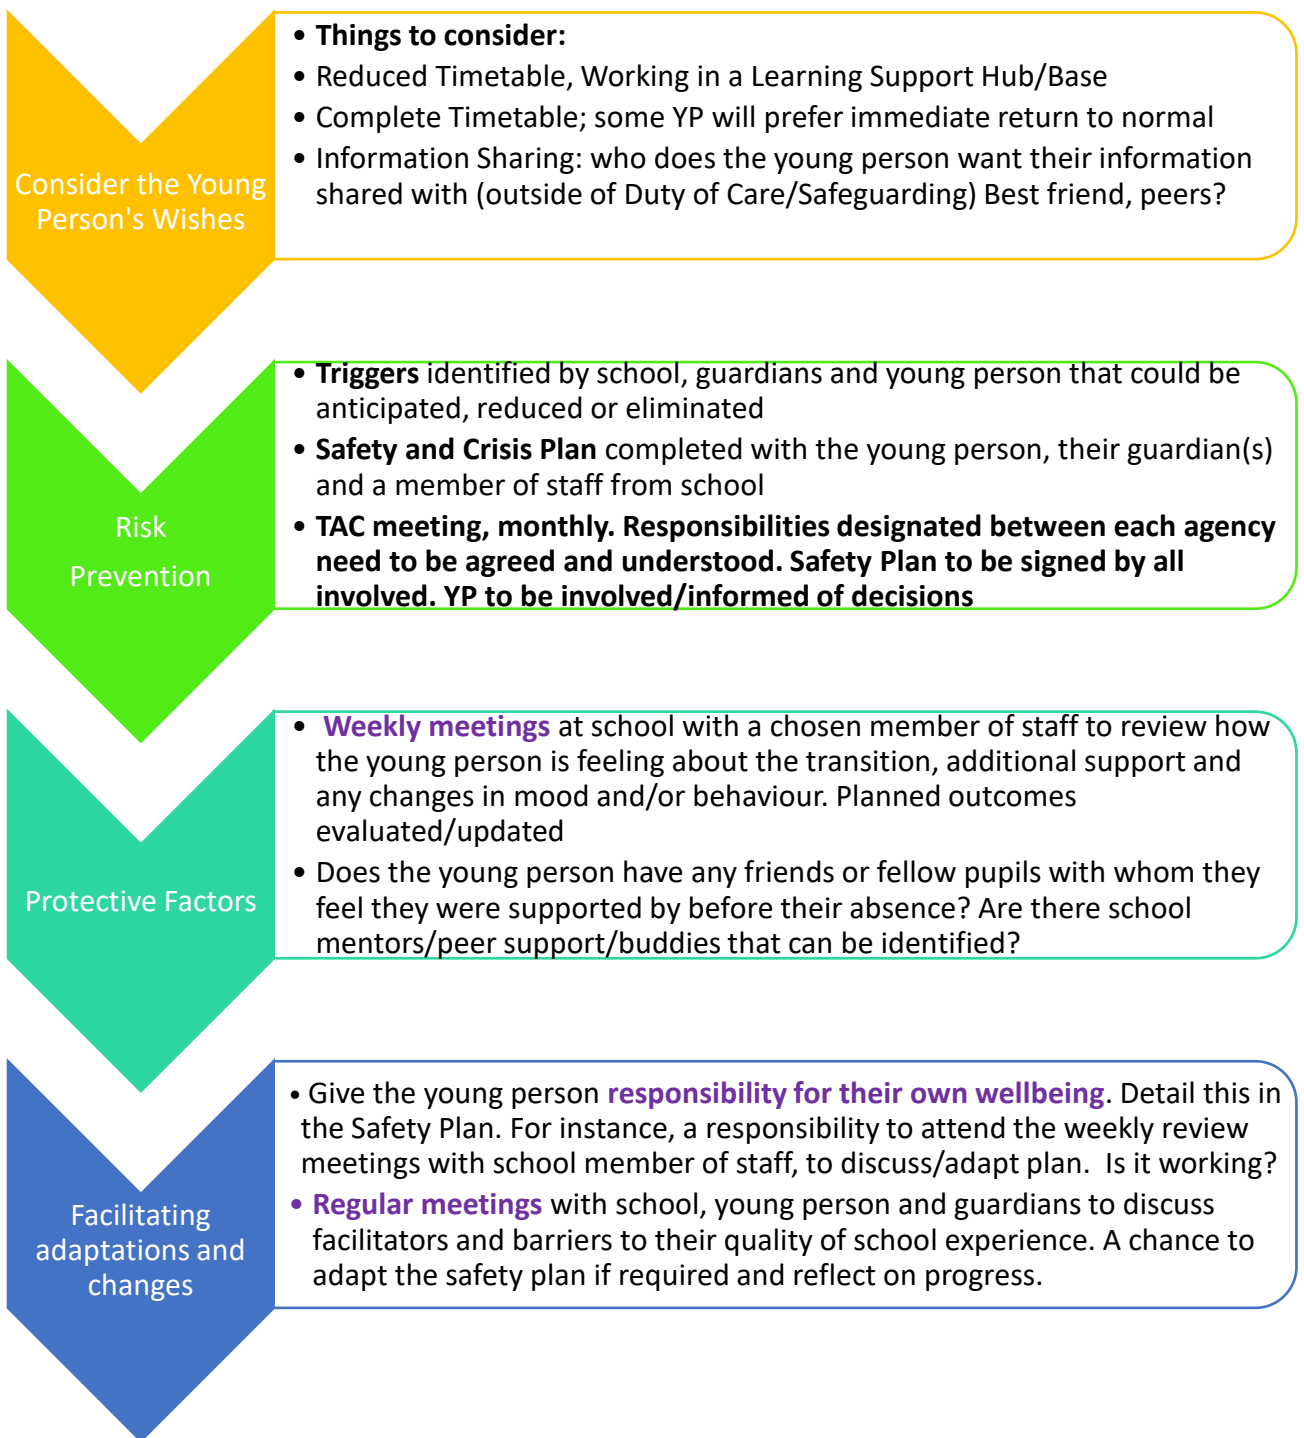 Consider the Young
Person's Wishes
• Things to consider:
• Reduced Timetable, Working in a Learning Support Hub/Base
• Complete Timetable; some YP will prefer immediate return to normal
• Information Sharing: who does the young person want their information
shared with (outside of Duty of Care/Safeguarding) Best friend, peers?
Risk
Prevention
• Triggers identified by school, guardians and young person that could be
anticipated, reduced or eliminated
• Safety and Crisis Plan completed with the young person, their guardian(s)
and a member of staff from school
• TAC meeting, monthly. Responsibilities designated between each agency
need to be agreed and understood. Safety Plan to be signed by all
involved. YP to be involved/informed of decisions
Protective Factors
• Weekly meetings at school with a chosen member of staff to review how
the young person is feeling about the transition, additional support and
any changes in mood and/or behaviour. Planned outcomes
evaluated/updated
• Does the young person have any friends or fellow pupils with whom they
feel they were supported by before their absence? Are there school
mentors/peer support/buddies that can be identified?
Facilitating
adaptations and
changes
• Give the young person responsibility for their own wellbeing. Detail this in
the Safety Plan. For instance, a responsibility to attend the weekly review
meetings with school member of staff, to discuss/adapt plan.  Is it working?
• Regular meetings with school, young person and guardians to discuss
facilitators and barriers to their quality of school experience. A chance to
adapt the safety plan if required and reflect on progress.